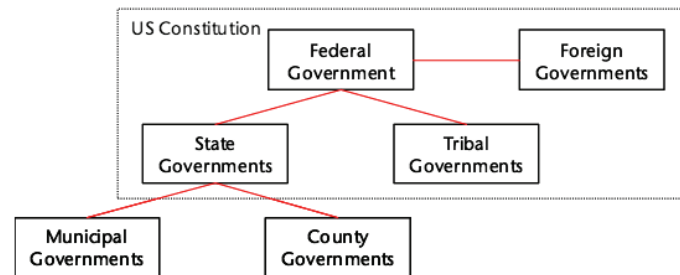 US Constitution
Federal
Government
Foreign
Governments
State
Governments
Tribal
Governments
Municipal
Governments
County
Governments